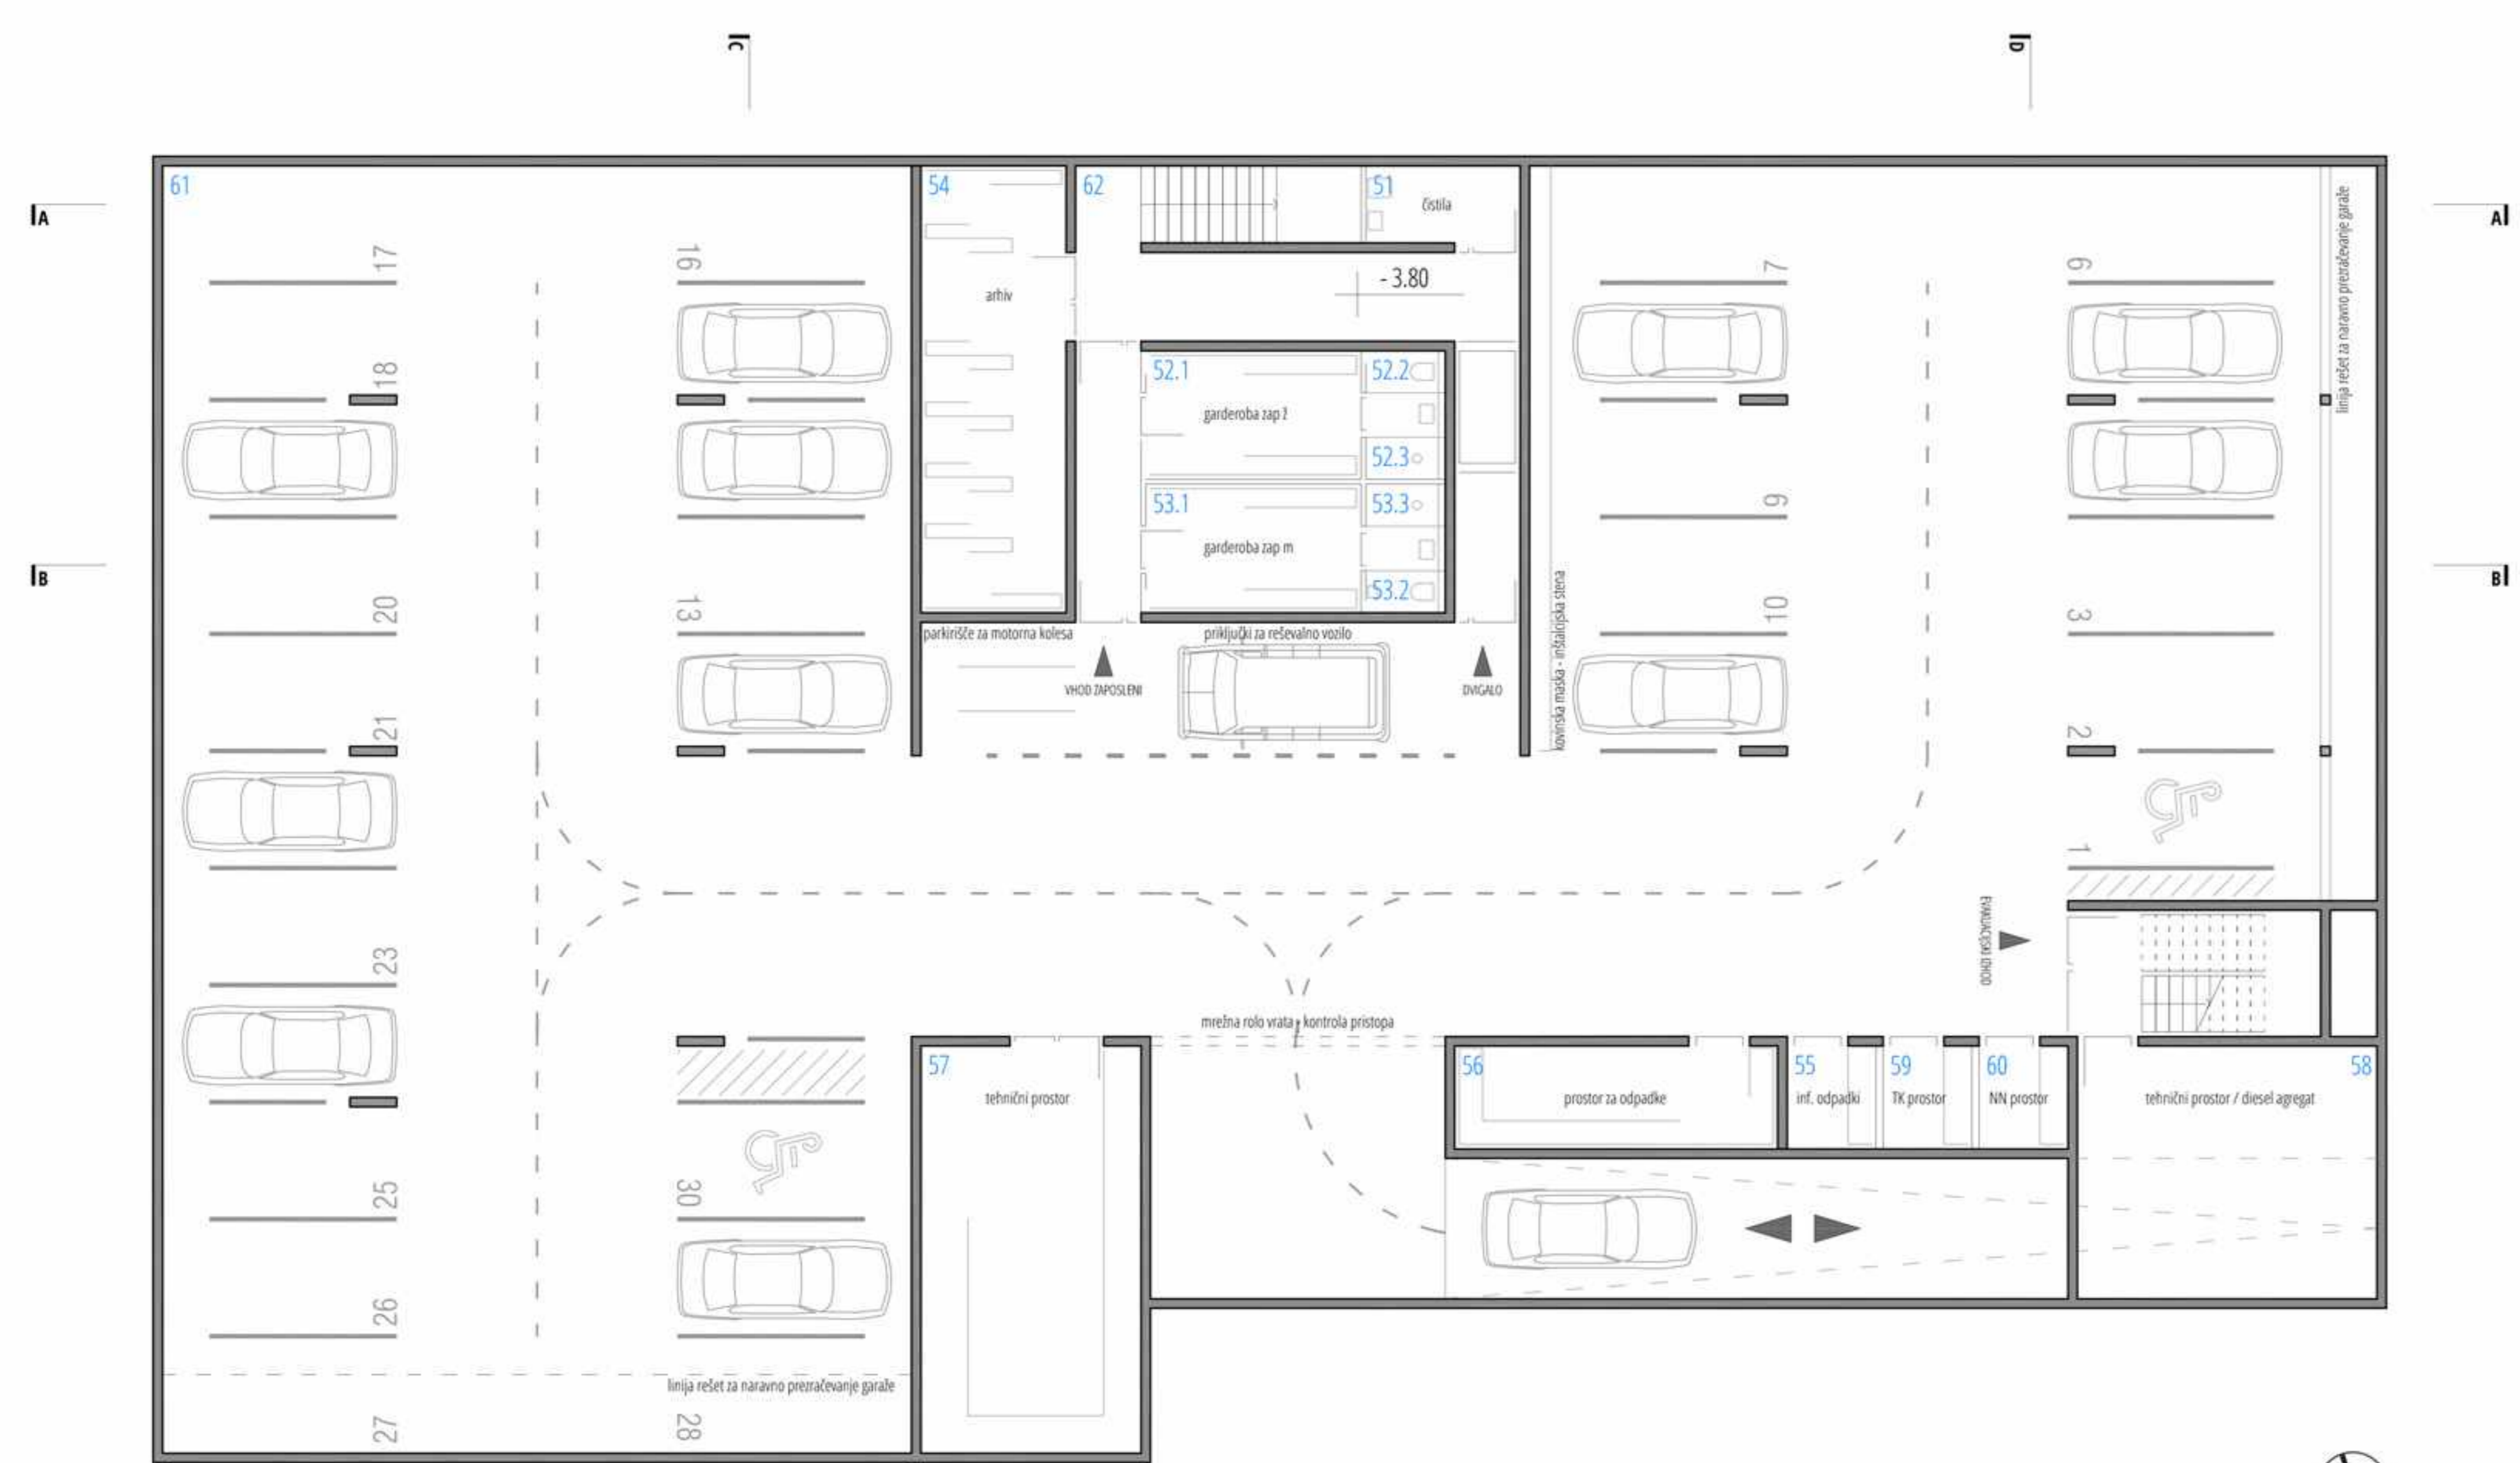 C
D
A
A
61
54
62
51
čistila
17
16
7
6
linija rešet za naravno prezračevanje garaže
- 3.80
arhiv
18
52.1
52.2
garderoba zap ž
52.3
53.1
53.3
9
garderoba zap m
B
B
53.2
20
13
10
3
parkirišče za motorna kolesa
priključki za reševalno vozilo
kovinska mreska - inštalcijska stena
VHOD ZAPOSLENI
DVIGALO
21
2
1
23
EVAKUACIJSKI IZHOD
mrežna rolo vrata - kontrola pristopa
57
56
55
59
60
58
tehnični prostor
prostor za odpadke
inf. odpadki
TK prostor
NN prostor
tehnični prostor / diesel agregat
25
30
26
linija rešet za naravno prezračevanje garaže
27
28